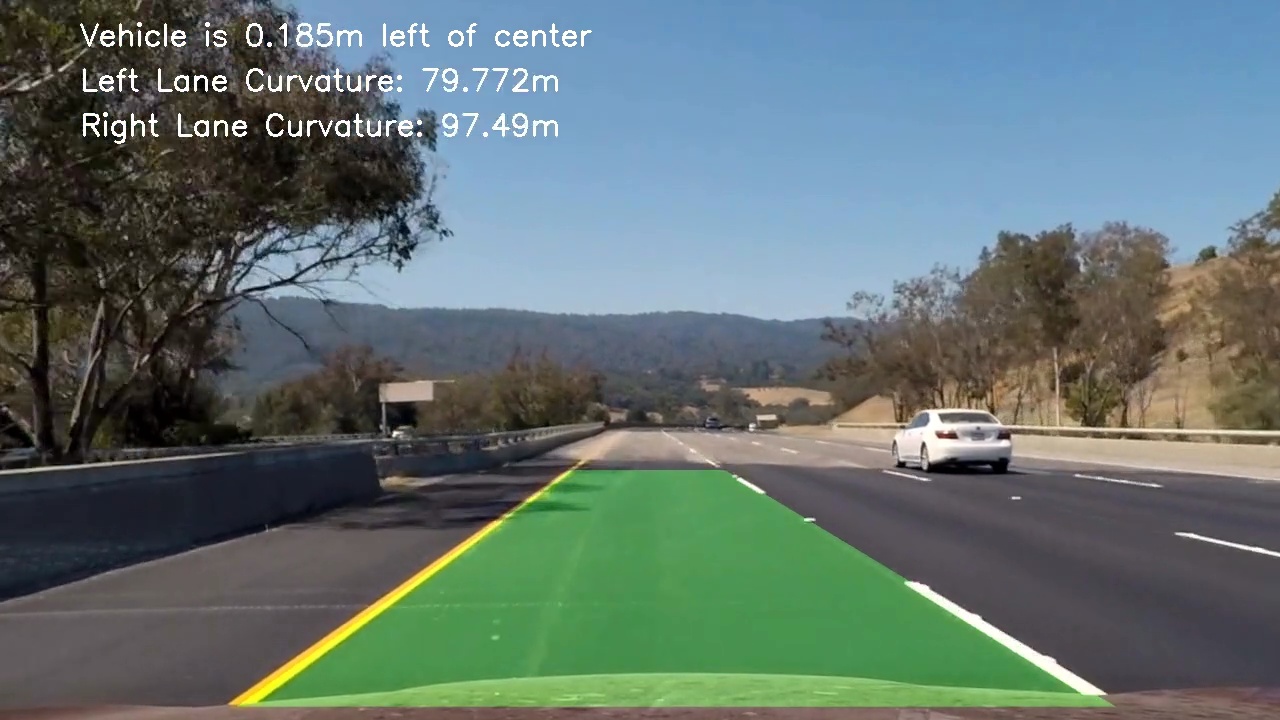 Vehicle is 0.185m left of center
Left Lane Curvature: 79.772m
Right Lane Curvature: 97.49m